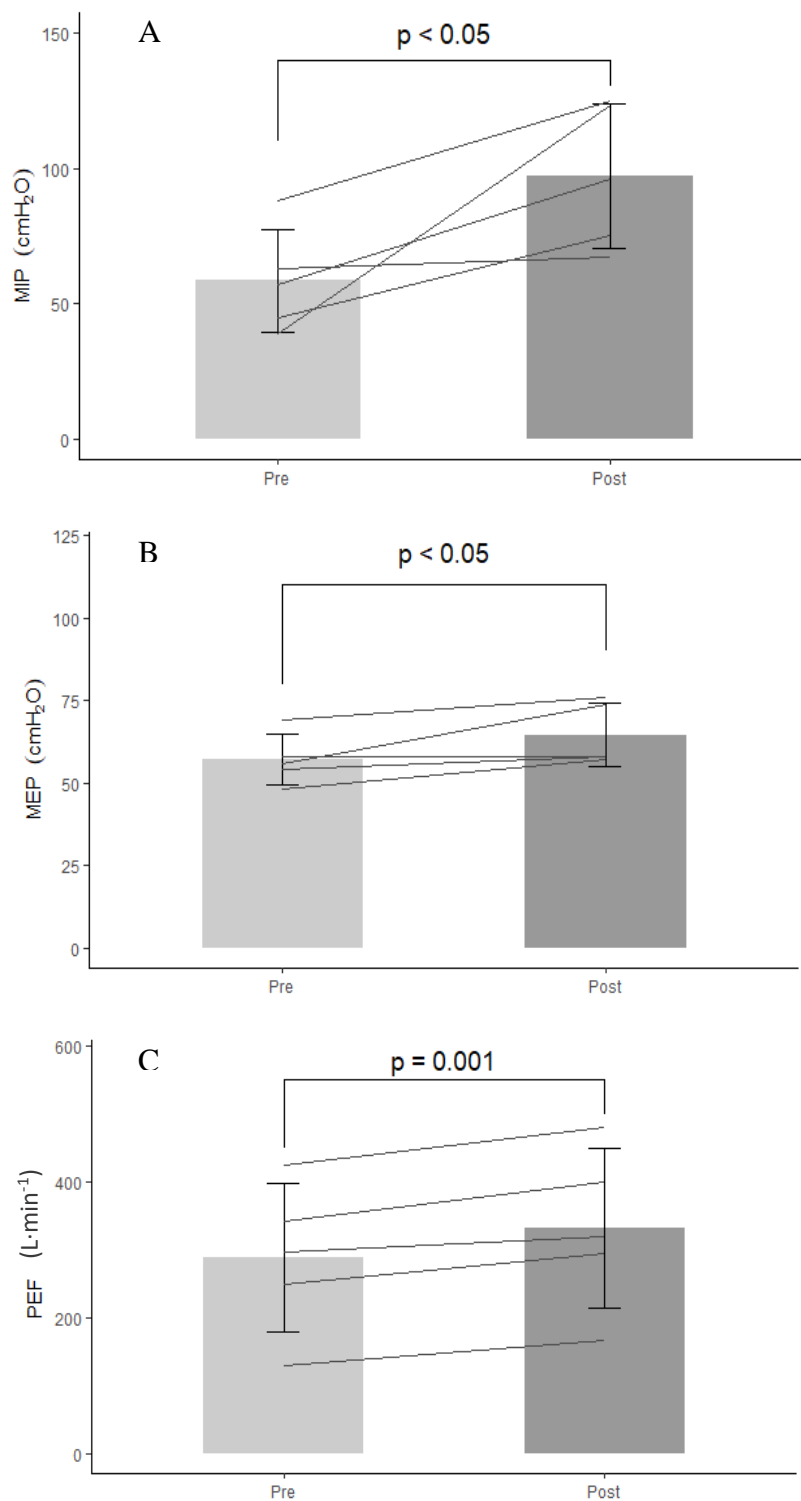 A
p < 0.05
150
100
50
0
MIP (cmH₂O)
Pre
Post
B
p < 0.05
125
100
75
50
25
0
MEP (cmH₂O)
Pre
Post
C
p = 0.001
600
400
200
0
PEF (L·min⁻¹)
Pre
Post